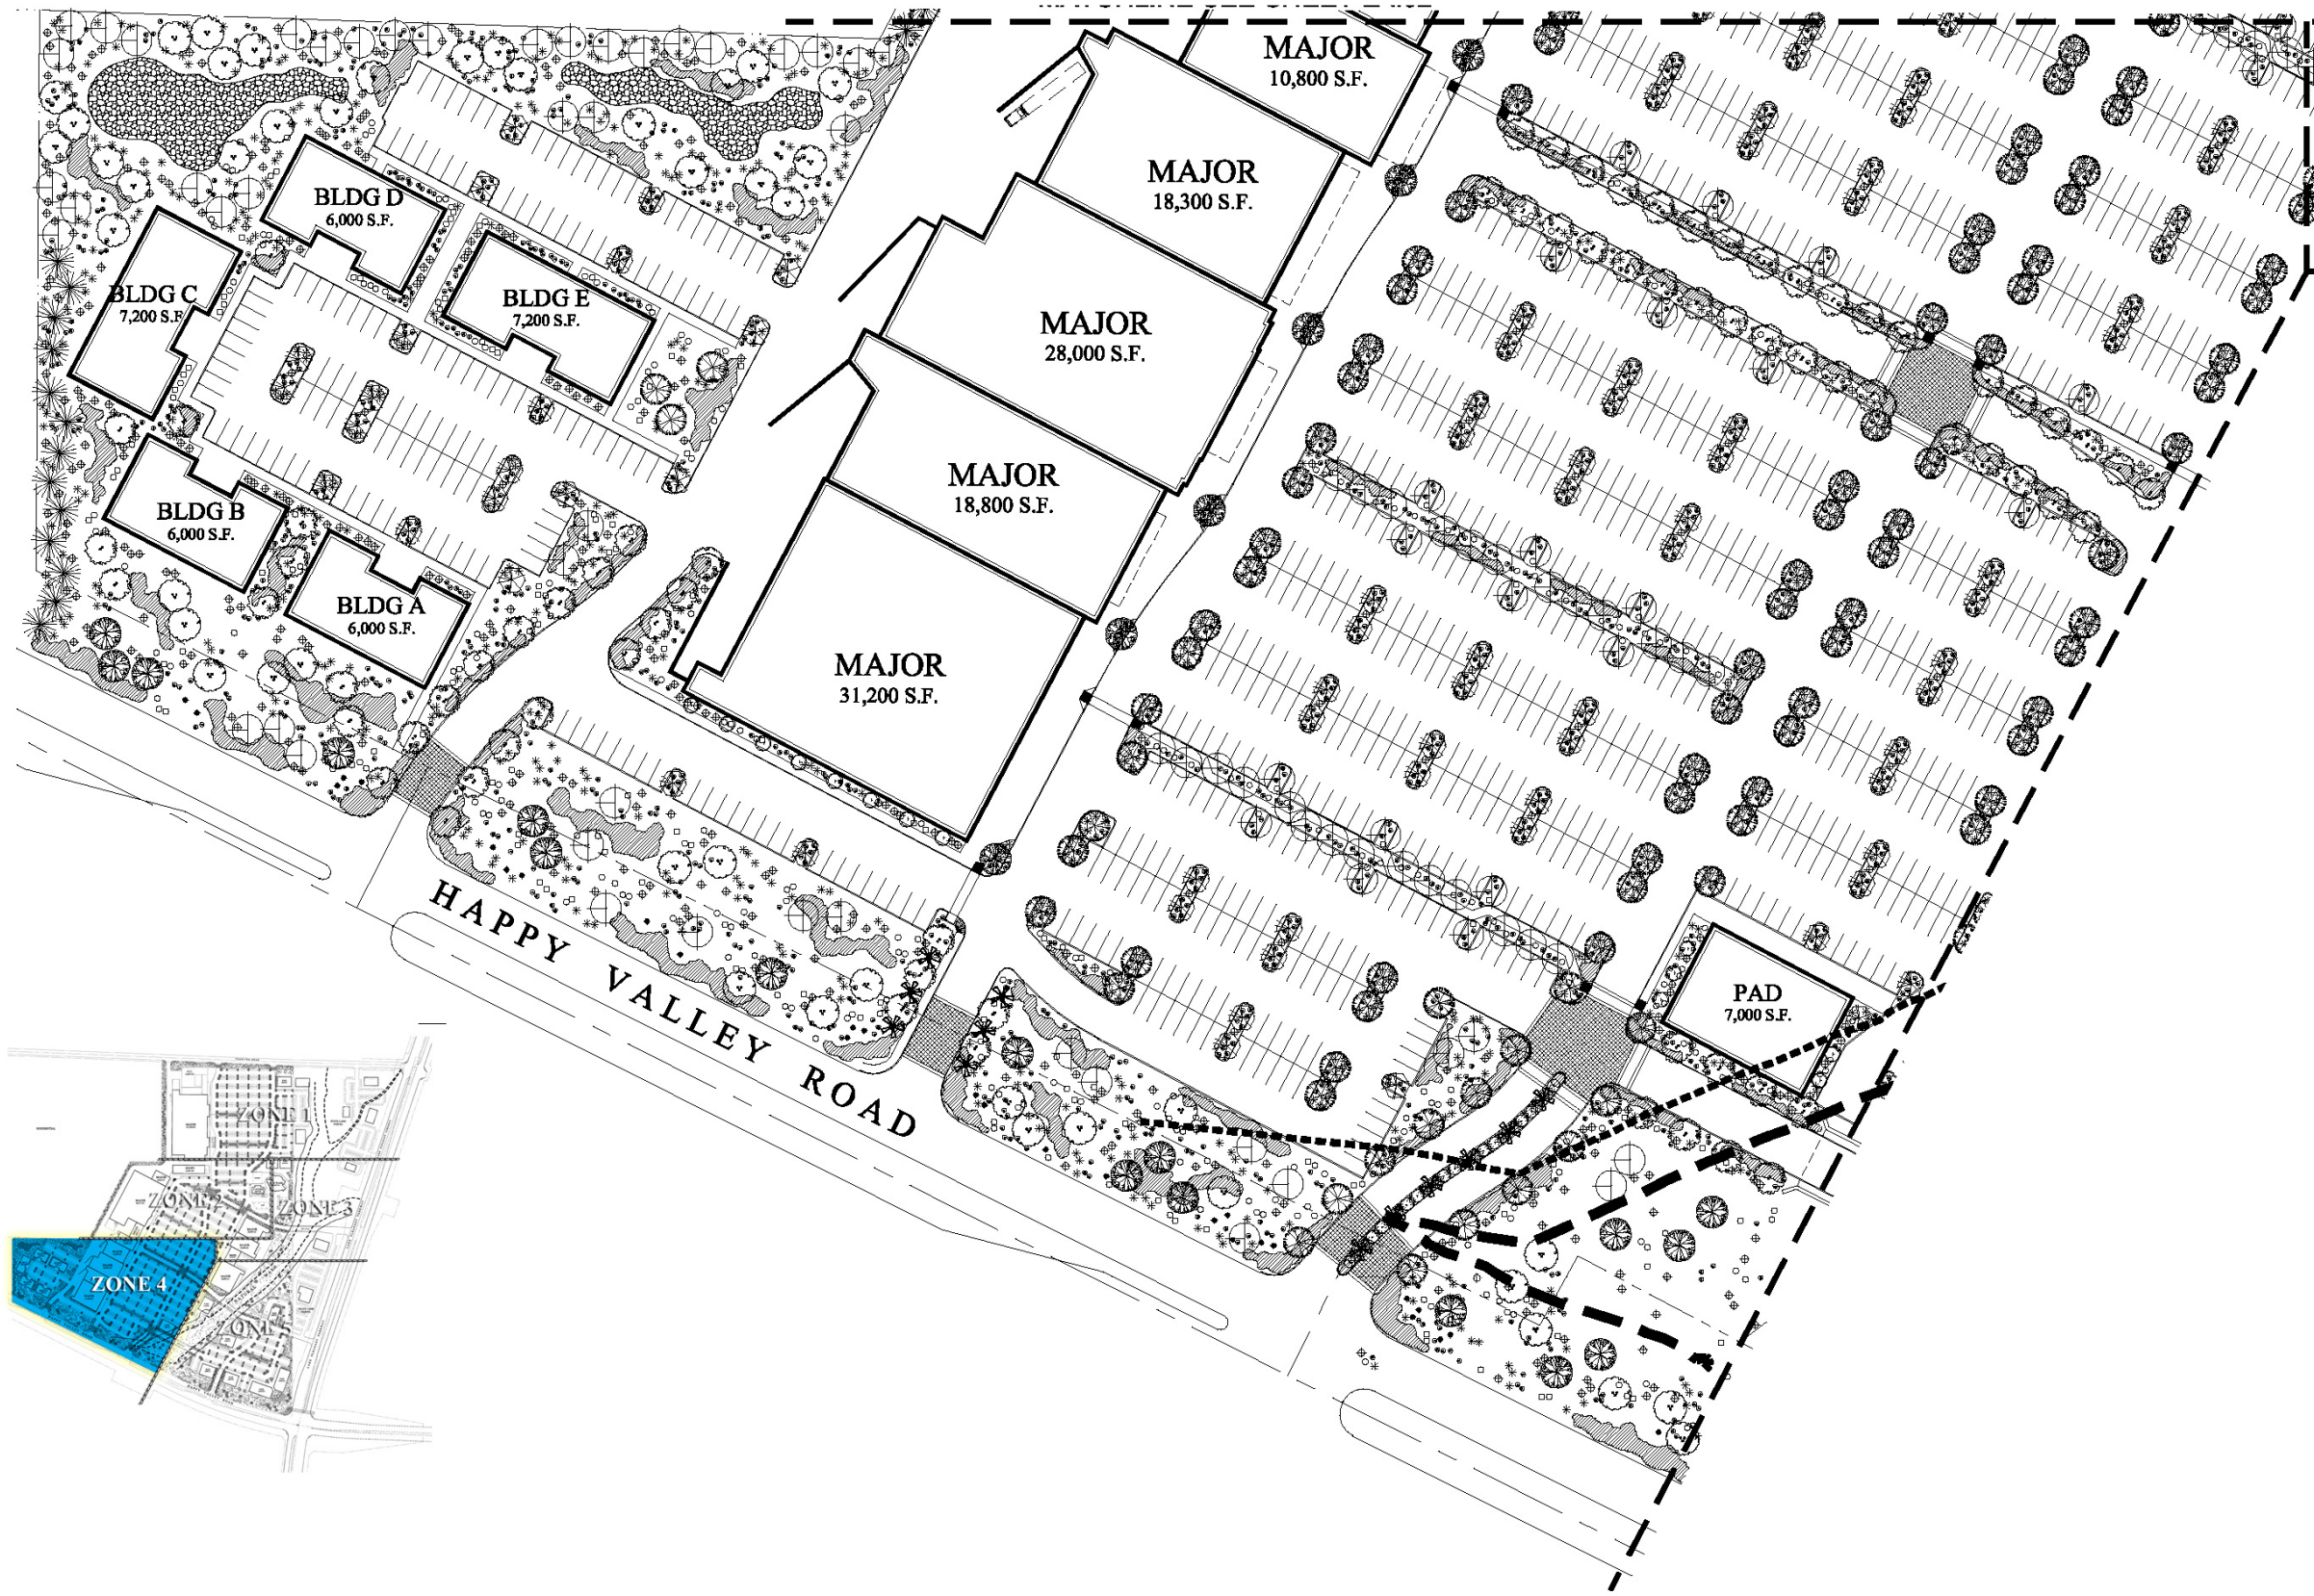 MAJOR
10,800 S.F.
MAJOR
18,300 S.F.
BLDG D
6,000 S.F.
BLDG C
7,200 S.F.
BLDG E
7,200 S.F.
MAJOR
28,000 S.F.
MAJOR
18,800 S.F.
BLDG B
6,000 S.F.
BLDG A
6,000 S.F.
MAJOR
31,200 S.F.
HAPPY VALLEY ROAD
PAD
7,000 S.F.
ZONE 1
ZONE 2
ZONE 3
ZONE 4
ZONE 5